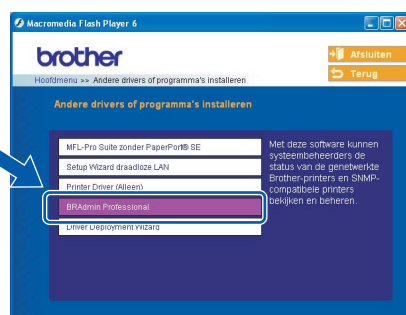 Macromedia Flash Player 6
brother
Afsluiten
Hoofdmenu >> Andere drivers of programma's installeren
Terug
Andere drivers of programma's installeren
MFL-Pro Suite zonder PaperPort® SE
Setup Wizard draadloze LAN
Printer Driver (Alleen)
BRAdmin Professional
Driver Deployment Wizard
Met deze software kunnen
systeembeheerders de
status van de genetwerkte
Brother-printers en SNMP-
compatibele printers
bekijken en beheren.